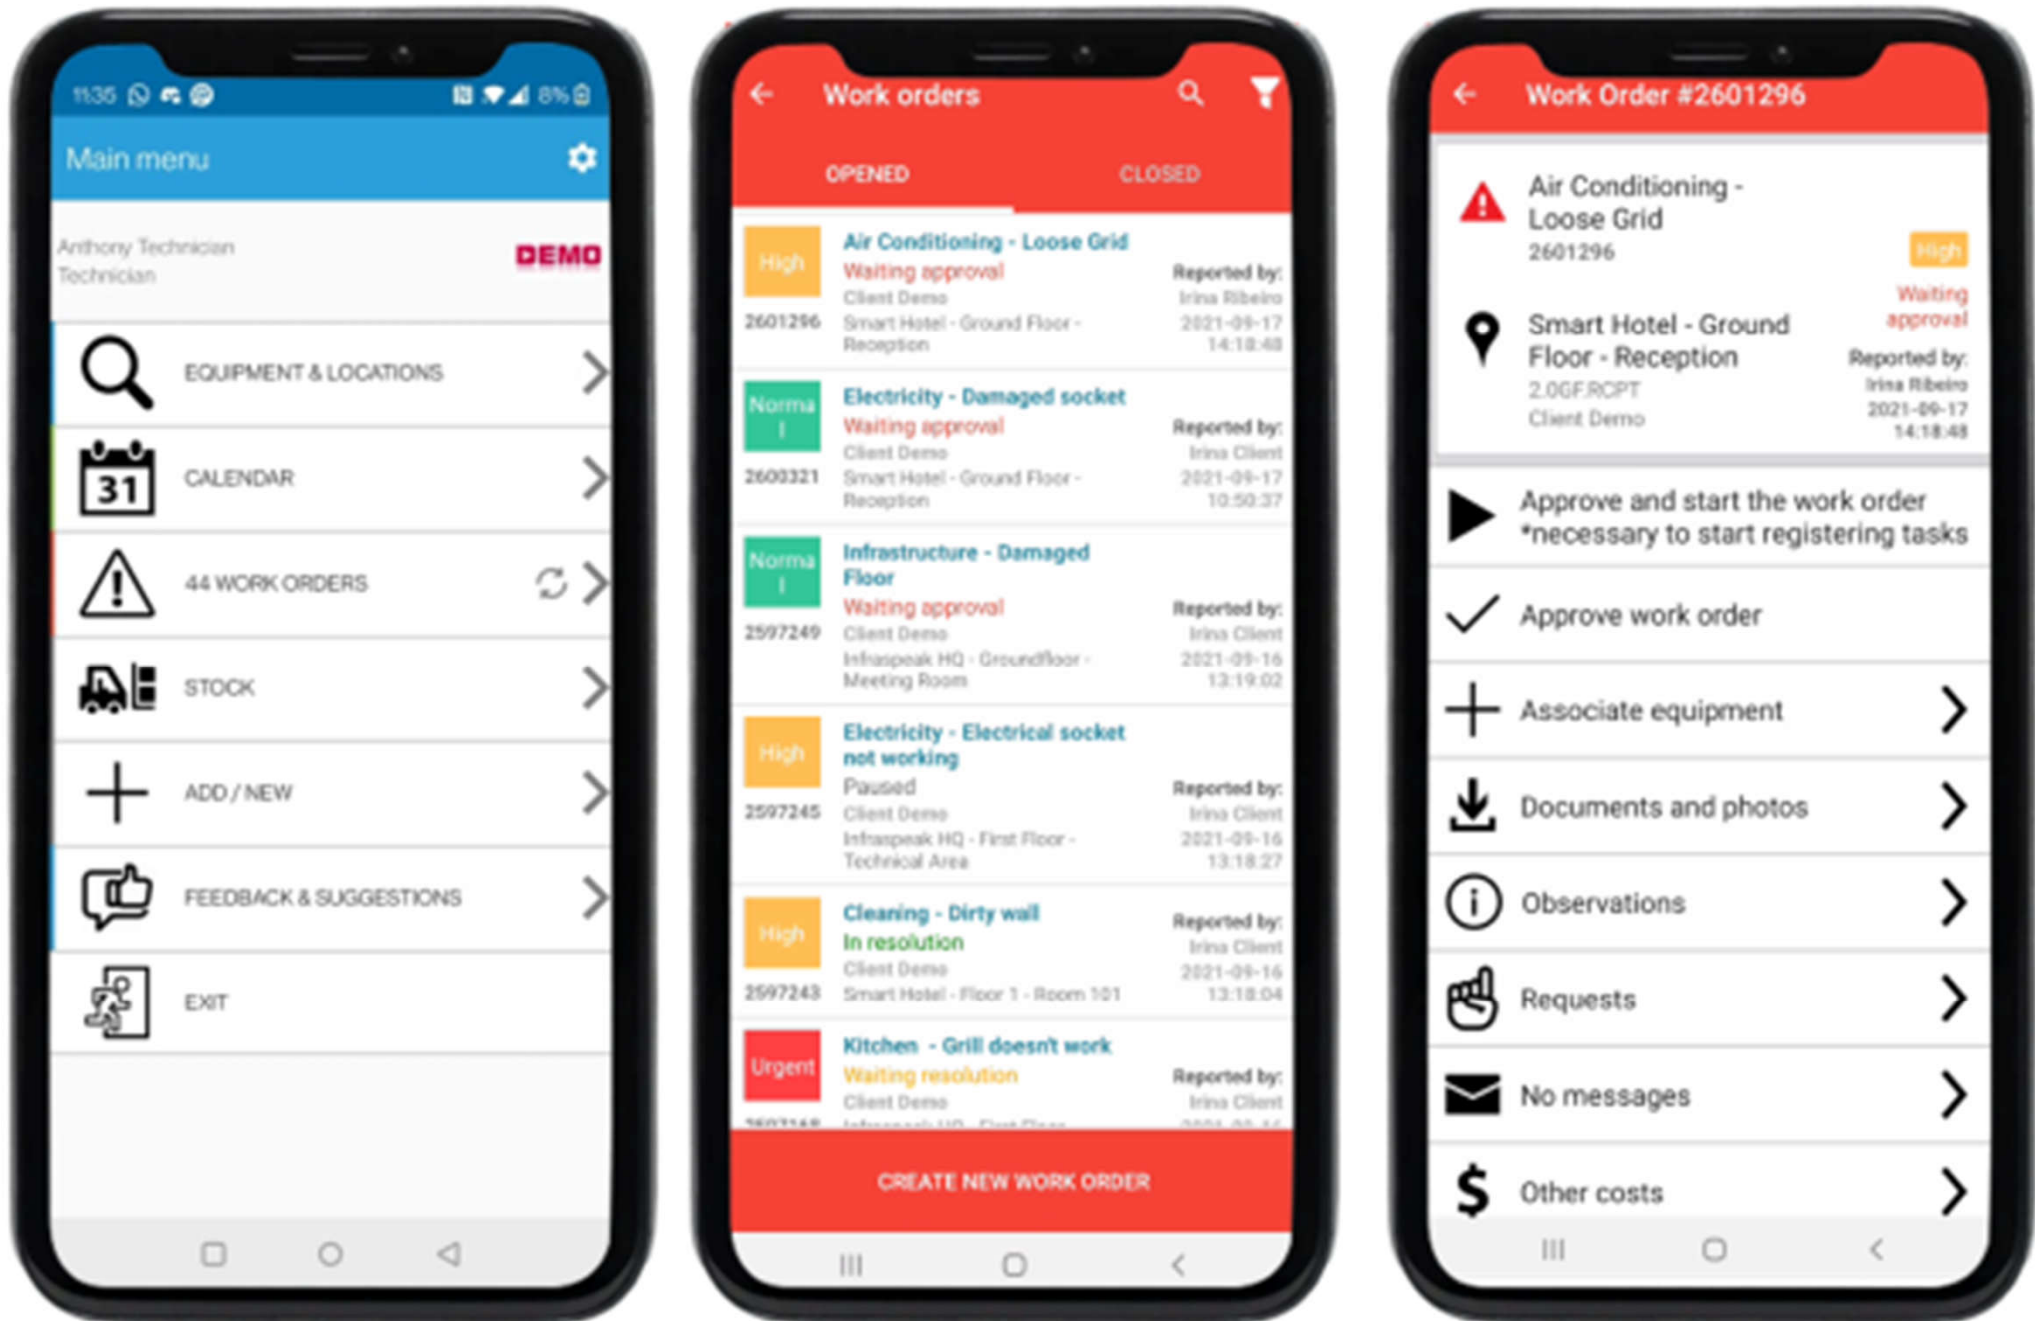 11:35
8%
Main menu
Anthony Technician
Technician
DEMO
EQUIPMENT & LOCATIONS
31
CALENDAR
44 WORK ORDERS
STOCK
ADD / NEW
FEEDBACK & SUGGESTIONS
EXIT
Work orders
OPENED
CLOSED
High
Air Conditioning - Loose Grid
Waiting approval
Reported by:
Client Demo
Irina Ribeiro
2601296
Smart Hotel - Ground Floor -
2021-09-17
Reception
14:18:48
Norma
l
Electricity - Damaged socket
Waiting approval
Reported by:
Client Demo
Irina Client
2600321
Smart Hotel - Ground Floor -
2021-09-17
Reception
10:50:37
Norma
l
Infrastructure - Damaged
Floor
Waiting approval
Reported by:
2597249
Client Demo
Irina Client
Infraspeak HQ - Groundfloor -
2021-09-16
Meeting Room
13:19:02
High
Electricity - Electrical socket
not working
Paused
Reported by:
2597245
Client Demo
Irina Client
Infraspeak HQ - First Floor -
2021-09-16
Technical Area
13:18:27
High
Cleaning - Dirty wall
Reported by:
In resolution
Irina Client
Client Demo
2021-09-16
2597243
Smart Hotel - Floor 1 - Room 101
13:18:04
Urgent
Kitchen - Grill doesn't work
Waiting resolution
Reported by:
Client Demo
Irina Client
CREATE NEW WORK ORDER
Work Order #2601296
Air Conditioning -
Loose Grid
2601296
High
Waiting
approval
Smart Hotel - Ground
Floor - Reception
2.0GF.RCPT
Client Demo
Reported by:
Irina Ribeiro
2021-09-17
14:18:48
Approve and start the work order
*necessary to start registering tasks
Approve work order
Associate equipment
Documents and photos
Observations
Requests
No messages
Other costs